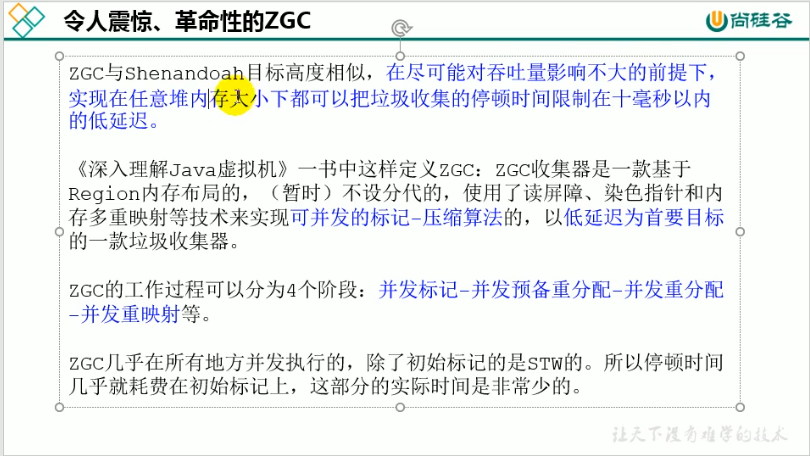 令人震惊、革命性的ZGC
尚硅谷
ZGC与Shenandoah目标高度相似，在尽可能对吞吐量影响不大的前提下，
实现在任意堆内存大小下都可以把垃圾收集的停顿时间限制在十毫秒以内
的低延迟。
《深入理解Java虚拟机》一书中这样定义ZGC：ZGC收集器是一款基于
Region内存布局的，（暂时）不设分代的，使用了读屏障、染色指针和内
存多重映射等技术来实现可并发的标记-压缩算法的，以低延迟为首要目标
的一款垃圾收集器。
ZGC的工作过程可以分为4个阶段：并发标记-并发预备重分配-并发重分配
-并发重映射等。
ZGC几乎在所有地方并发执行的，除了初始标记的是STW的。所以停顿时间
几乎就耗费在初始标记上，这部分的实际时间是非常少的。
让天下没有难学的技术